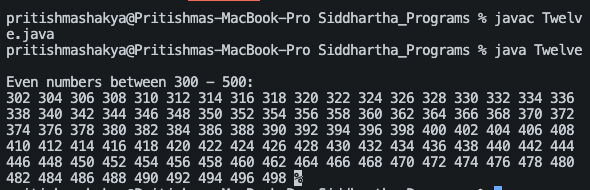 pritishmashakya@Pritishmas-MacBook-Pro Siddhartha_Programs % javac Twelv
e.java
pritishmashakya@Pritishmas-MacBook-Pro Siddhartha_Programs % java Twelve
Even numbers between 300 - 500:
302 304 306 308 310 312 314 316 318 320 322 324 326 328 330 332 334 336
338 340 342 344 346 348 350 352 354 356 358 360 362 364 366 368 370 372
374 376 378 380 382 384 386 388 390 392 394 396 398 400 402 404 406 408
410 412 414 416 418 420 422 424 426 428 430 432 434 436 438 440 442 444
446 448 450 452 454 456 458 460 462 464 466 468 470 472 474 476 478 480
482 484 486 488 490 492 494 496 498 %
pritishmashakya@Pritishmas-MacBook-Pro Siddhartha_Programs %